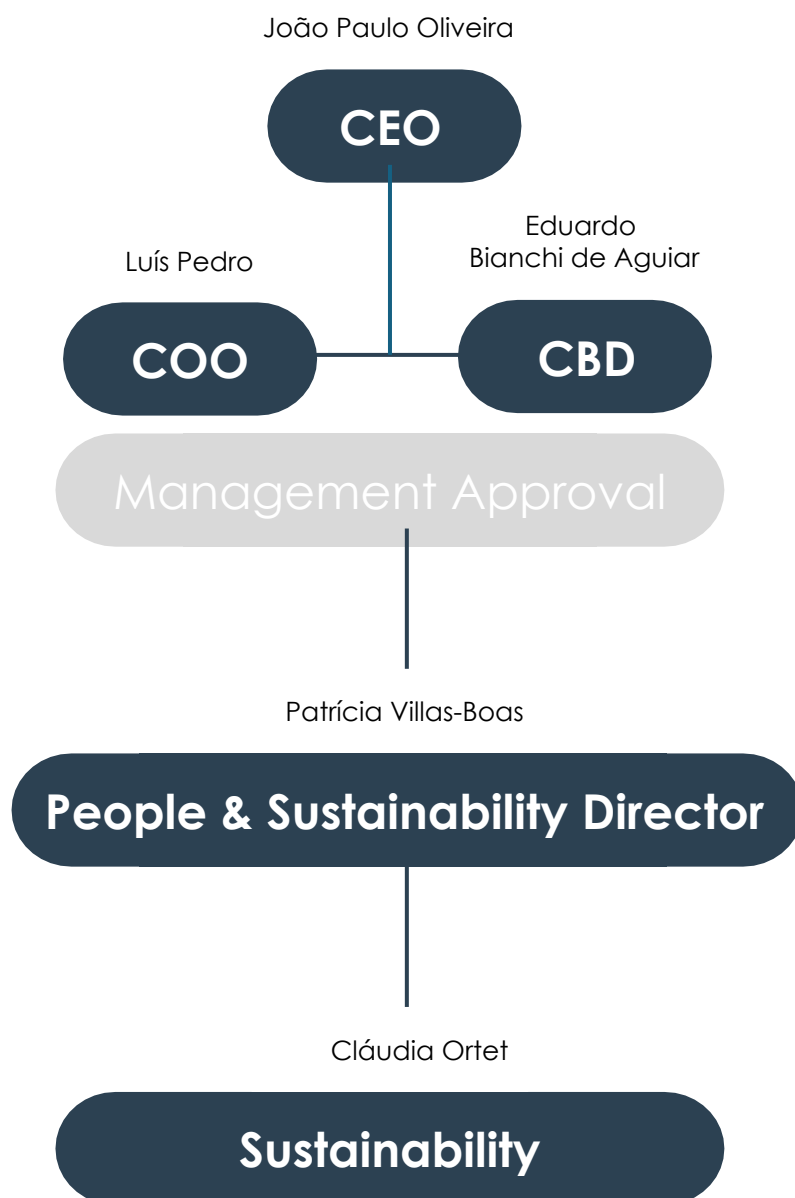 João Paulo Oliveira
CEO
Luís Pedro
Eduardo
Bianchi de Aguiar
COO
CBD
Management Approval
Patrícia Villas-Boas
People & Sustainability Director
Cláudia Ortet
Sustainability